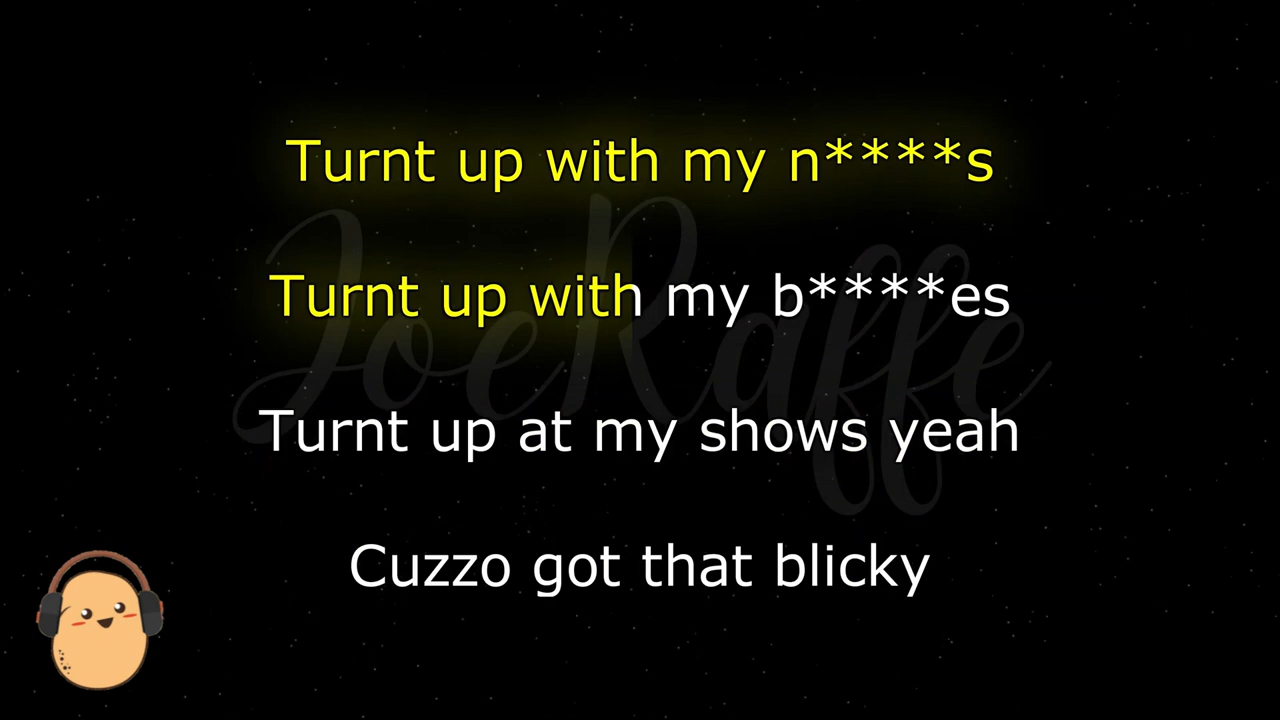 Turnt up with my n****s
Turnt up with my b****es
JoeRaffe
Turnt up at my shows yeah
Cuzzo got that blicky